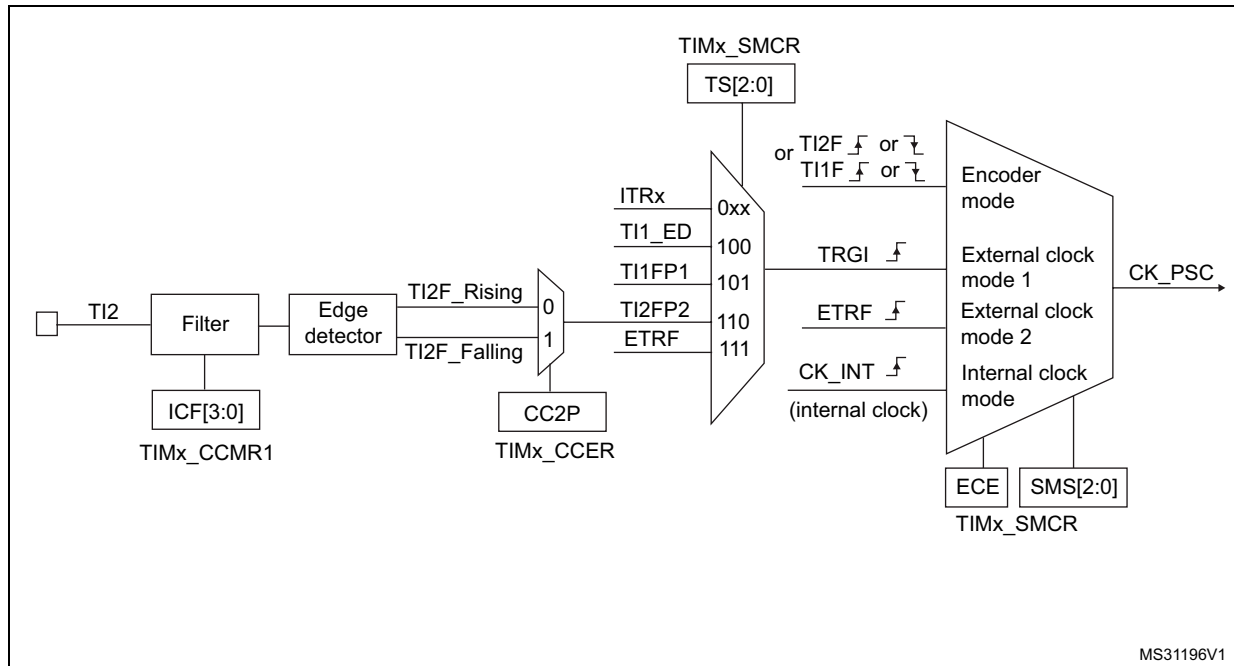 TIMx_SMCR
TS[2:0]
or TI2F or
TI1F or
Encoder
mode
ITRx
0xx
TI1_ED
100
TRGI
External clock
mode 1
CK_PSC
TI1FP1
101
TI2F_Rising
0
TI2
Filter
Edge
detector
TI2FP2
110
ETRF
External clock
mode 2
1
ETRF
111
TI2F_Falling
CK_INT
(internal clock)
Internal clock
mode
ICF[3:0]
CC2P
TIMx_CCMR1
TIMx_CCER
ECE
SMS[2:0]
TIMx_SMCR
MS31196V1